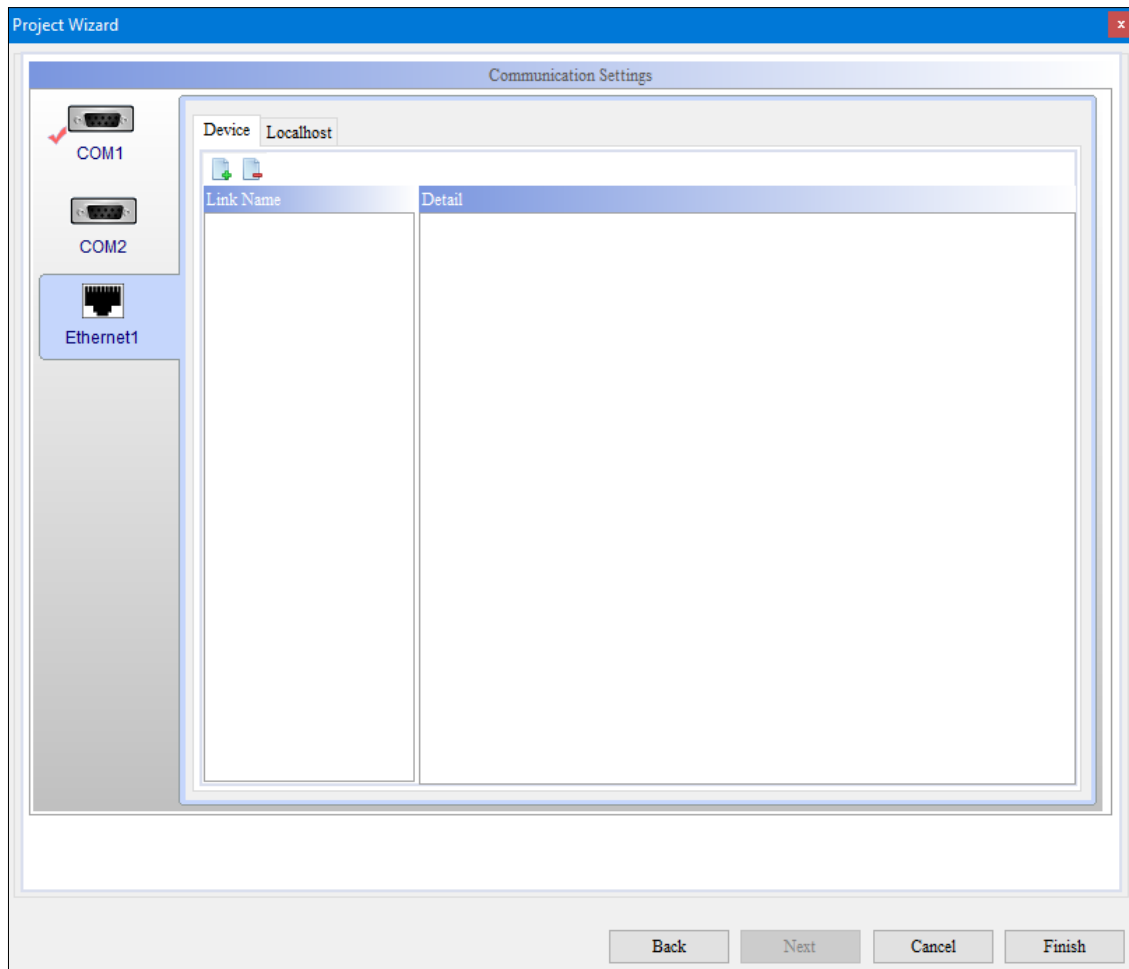 Project Wizard
Communication Settings
COM1
COM2
Ethernet1
Device Localhost
Link Name Detail
Back Next Cancel Finish